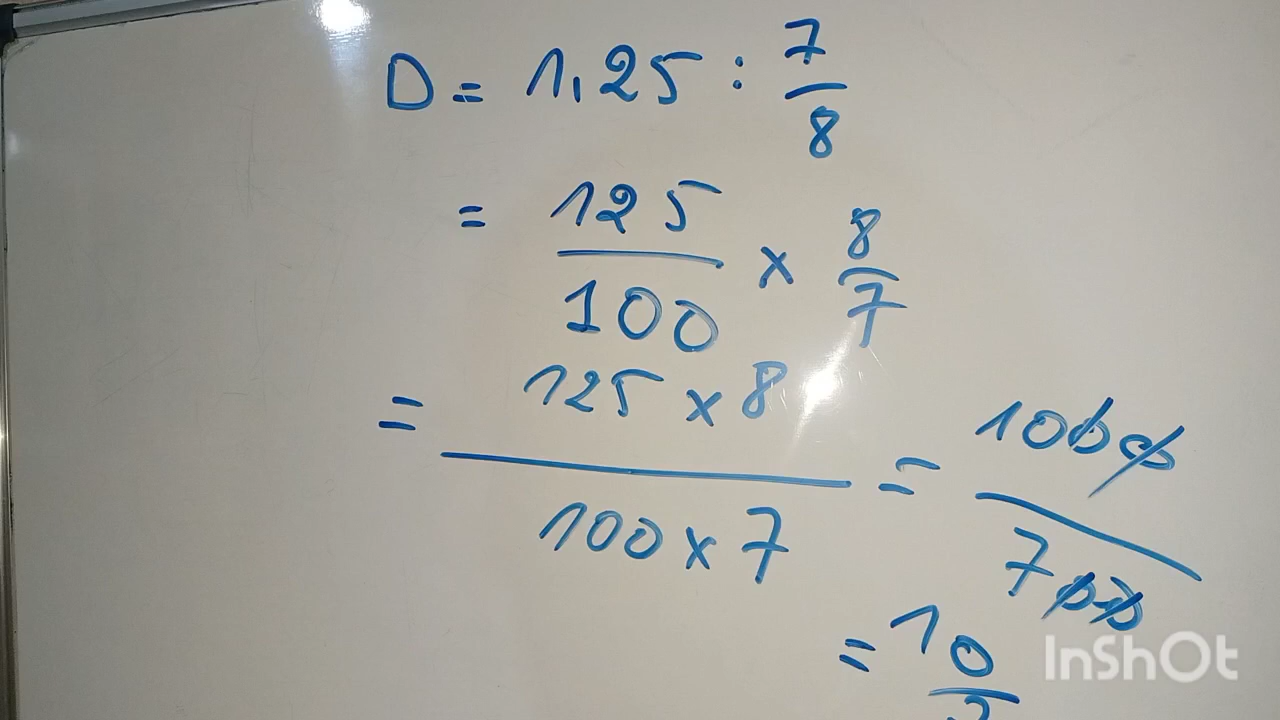 D = 1,25 : 7/8
= 125/100 × 8/7
= 125 × 8 / 100 × 7 = 1000/700
= 10/
InShOt